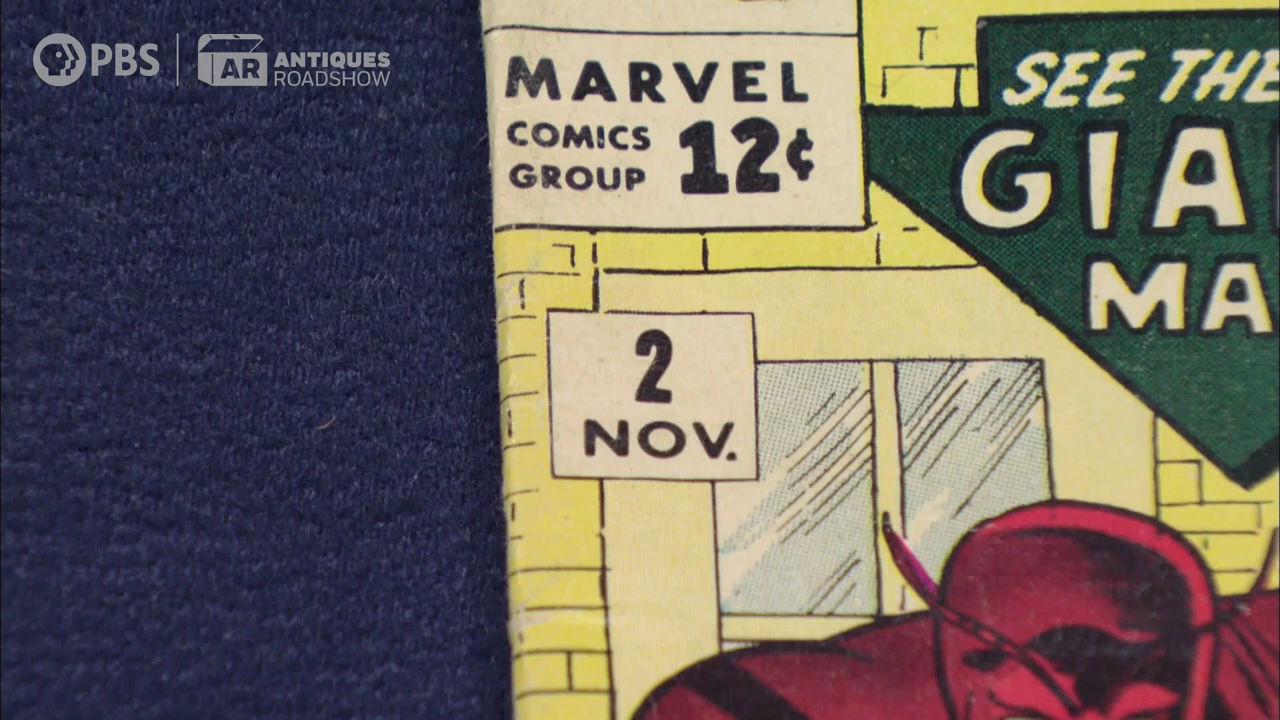 PBS
AR
ANTIQUES
ROADSHOW
MARVEL
COMICS
GROUP
12¢
SEE THE
GIA
MA
2
NOV.